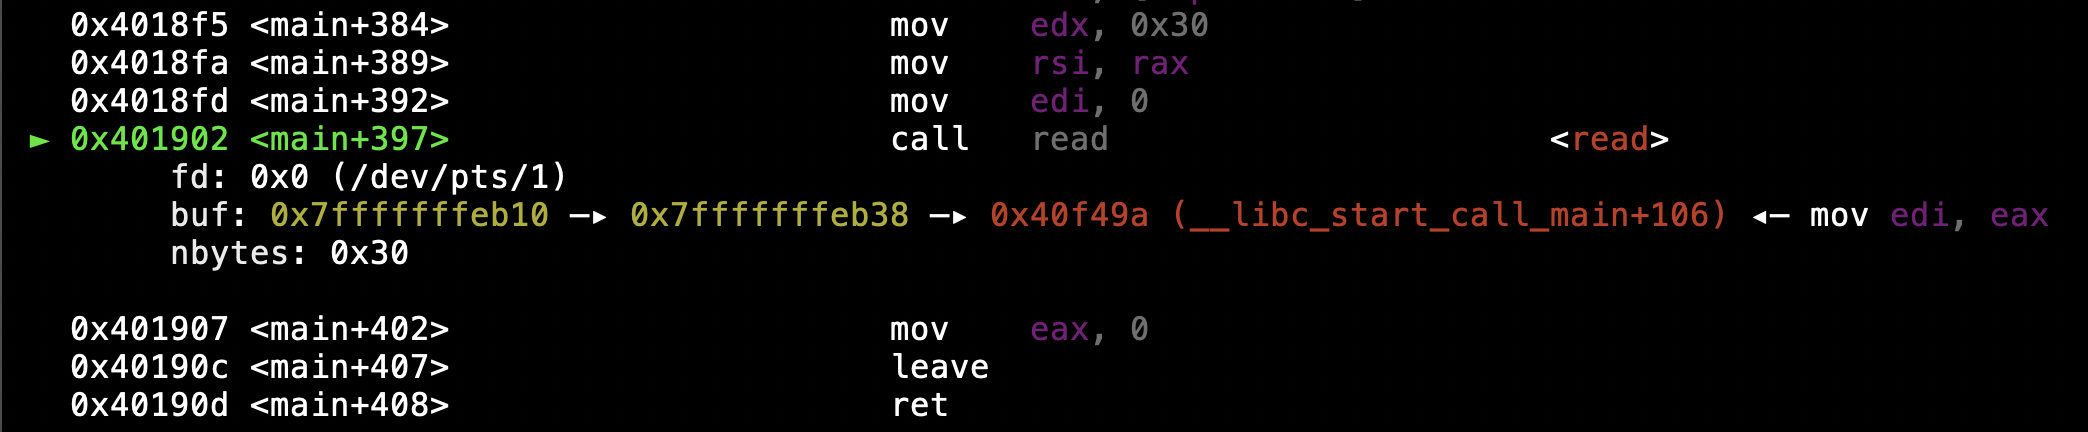 0x4018f5 <main+384> mov edx, 0x30
0x4018fa <main+389> mov rsi, rax
0x4018fd <main+392> mov edi, 0
► 0x401902 <main+397> call read <read>
fd: 0x0 (/dev/pts/1)
buf: 0x7fffffffeb10 —▸ 0x7fffffffeb38 —▸ 0x40f49a (__libc_start_call_main+106) ◂— mov edi, eax
nbytes: 0x30
0x401907 <main+402> mov eax, 0
0x40190c <main+407> leave
0x40190d <main+408> ret